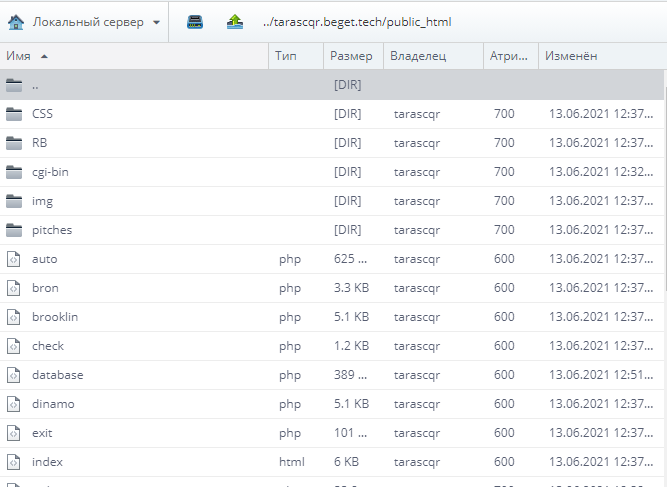 Локальный сервер ../tarascqr.beget.tech/public_html
Имя Тип Размер Владелец Атри... Изменён
.. [DIR]
CSS [DIR] tarascqr 700 13.06.2021 12:37...
RB [DIR] tarascqr 700 13.06.2021 12:37...
cgi-bin [DIR] tarascqr 700 13.06.2021 12:32...
img [DIR] tarascqr 700 13.06.2021 12:37...
pitches [DIR] tarascqr 700 13.06.2021 12:37...
auto php 625 ... tarascqr 600 13.06.2021 12:37...
bron php 3.3 KB tarascqr 600 13.06.2021 12:37...
brooklin php 5.1 KB tarascqr 600 13.06.2021 12:37...
check php 1.2 KB tarascqr 600 13.06.2021 12:37...
database php 389 ... tarascqr 600 13.06.2021 12:51...
dinamo php 5.1 KB tarascqr 600 13.06.2021 12:37...
exit php 101 ... tarascqr 600 13.06.2021 12:37...
index html 6 KB tarascqr 600 13.06.2021 12:37...